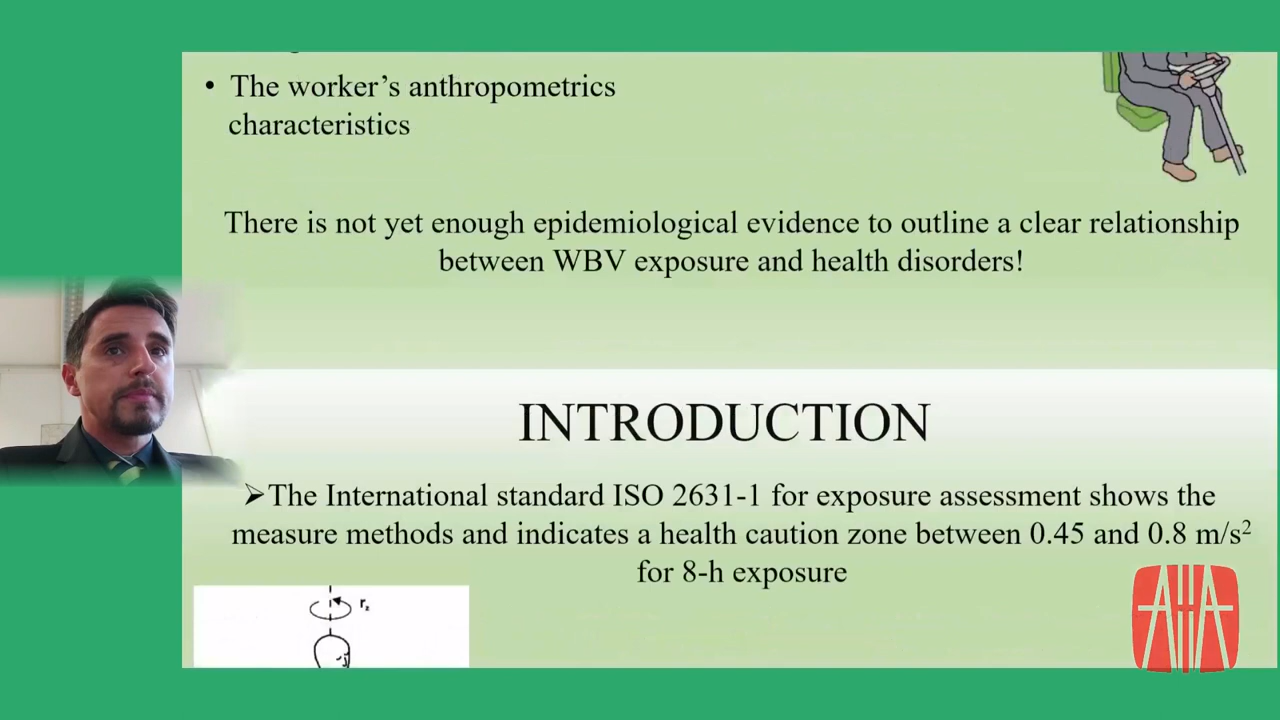 • The worker's anthropometrics
characteristics
There is not yet enough epidemiological evidence to outline a clear relationship
between WBV exposure and health disorders!
INTRODUCTION
➢The International standard ISO 2631-1 for exposure assessment shows the
measure methods and indicates a health caution zone between 0.45 and 0.8 m/s²
for 8-h exposure
r₂
AHA